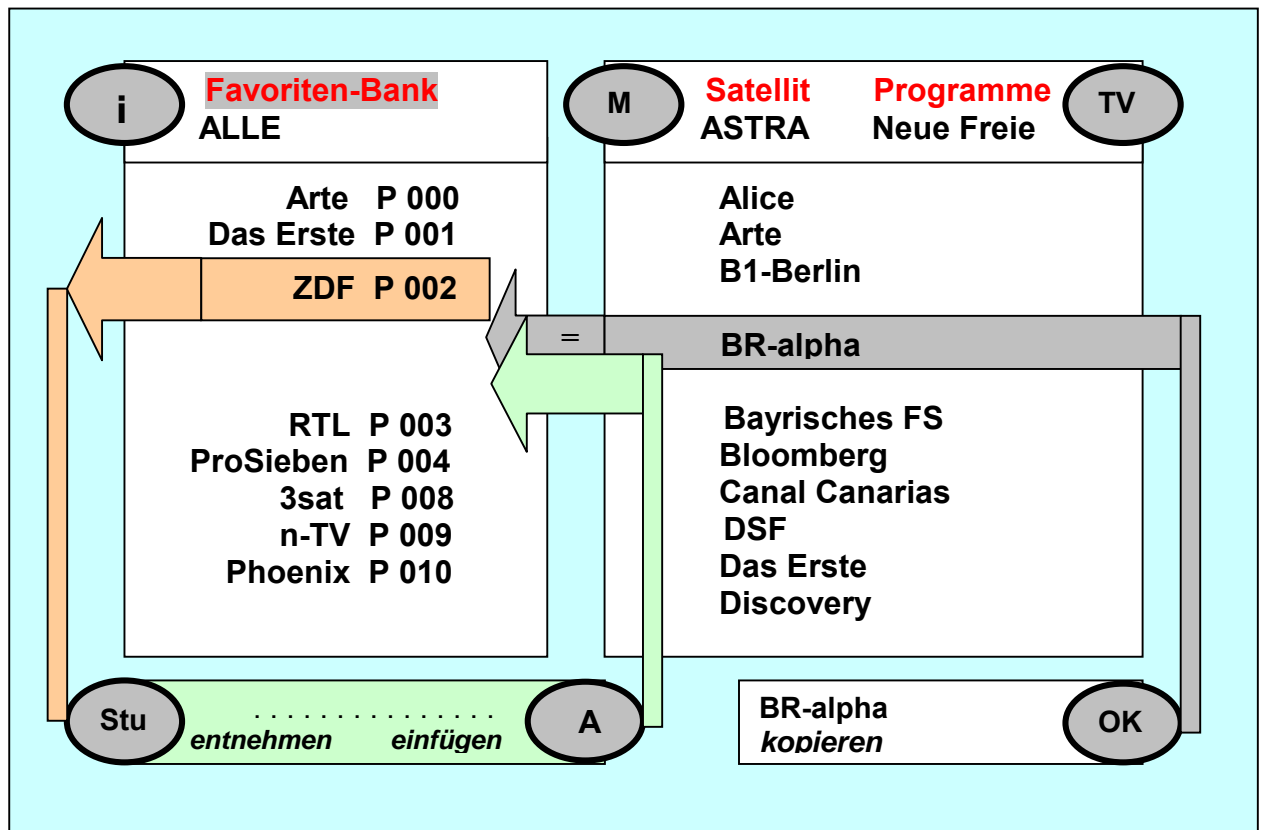 i
Favoriten-Bank
ALLE
M
Satellit Programme
ASTRA Neue Freie
TV
Arte P 000
Das Erste P 001
ZDF P 002
RTL P 003
ProSieben P 004
3sat P 008
n-TV P 009
Phoenix P 010
Alice
Arte
B1-Berlin
= BR-alpha
Bayrisches FS
Bloomberg
Canal Canarias
DSF
Das Erste
Discovery
Stu
. . . . . . . . . . . . . . .
entnehmen einfügen
A
BR-alpha
kopieren
OK